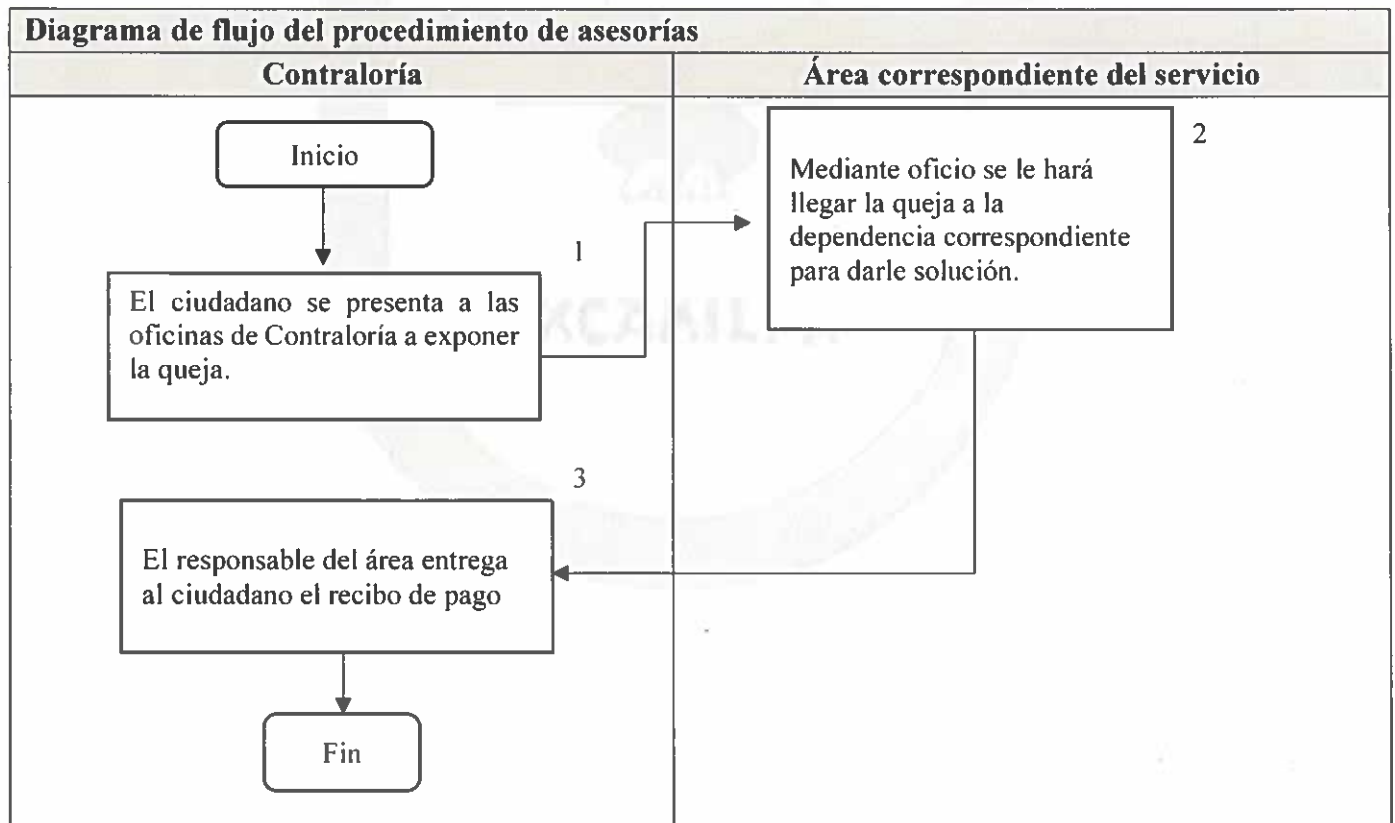 Diagrama de flujo del procedimiento de asesorías
Contraloría
Área correspondiente del servicio
Inicio
1
El ciudadano se presenta a las
oficinas de Contraloría a exponer
la queja.
2
Mediante oficio se le hará
llegar la queja a la
dependencia correspondiente
para darle solución.
3
El responsable del área entrega
al ciudadano el recibo de pago
Fin